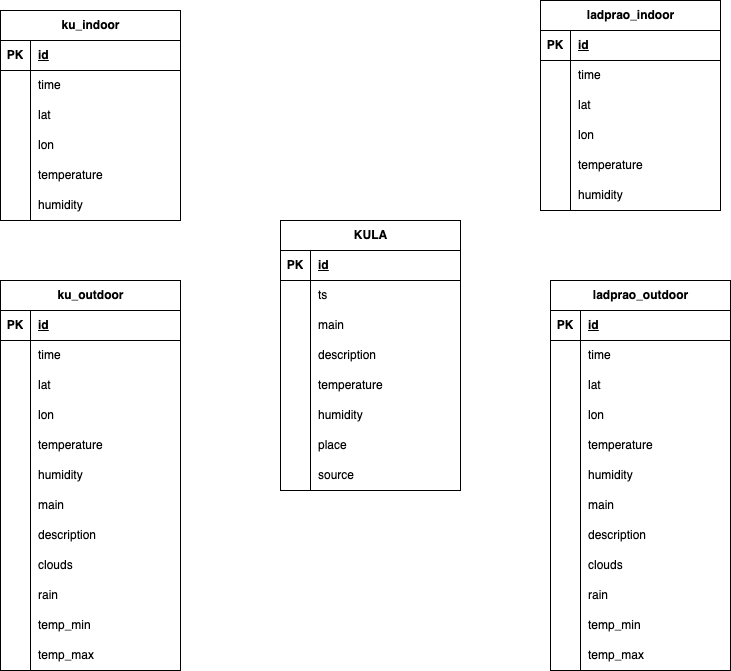 ku_indoor
PK id
time
lat
lon
temperature
humidity
ladprao_indoor
PK id
time
lat
lon
temperature
humidity
KULA
PK id
ts
main
description
temperature
humidity
place
source
ku_outdoor
PK id
time
lat
lon
temperature
humidity
main
description
clouds
rain
temp_min
temp_max
ladprao_outdoor
PK id
time
lat
lon
temperature
humidity
main
description
clouds
rain
temp_min
temp_max